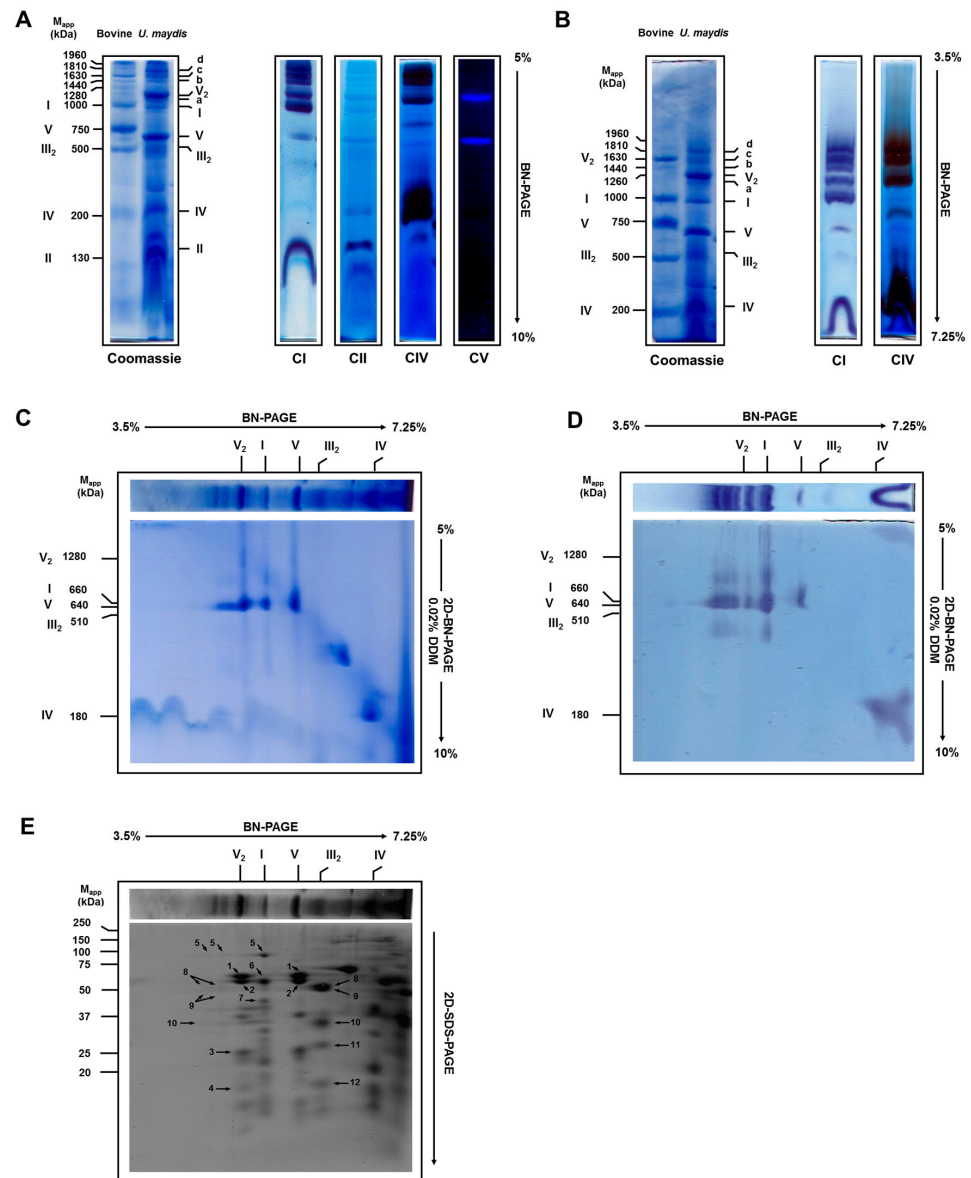 A
M_app
(kDa)
Bovine U. maydis
1960
1810
1630
1440
1280
I 1000
V 750
III₂ 500
IV 200
II 130
d
c
b
V₂
a
I
V
III₂
IV
II
Coomassie
CI
CII
CIV
CV
5%
BN-PAGE
10%
B
Bovine U. maydis
M_app
(kDa)
1960
1810
V₂ 1630
1440
1260
I 1000
V 750
III₂ 500
IV 200
d
c
b
V₂
a
I
V
III₂
IV
Coomassie
CI
CIV
3.5%
BN-PAGE
7.25%
C
BN-PAGE
3.5% 7.25%
V₂ I V III₂ IV
M_app
(kDa)
V₂ 1280
I 660
V 640
III₂ 510
IV 180
5%
2D-BN-PAGE
0.02% DDM
10%
D
BN-PAGE
3.5% 7.25%
V₂ I V III₂ IV
M_app
(kDa)
V₂ 1280
I 660
V 640
III₂ 510
IV 180
5%
2D-BN-PAGE
0.02% DDM
10%
E
BN-PAGE
3.5% 7.25%
V₂ I V III₂ IV
M_app
(kDa)
250
150
100
75
50
37
25
20
5 5 5
1 6 1
8 8
2 2
9 7 9
10 10
3 11
4 12
2D-SDS-PAGE